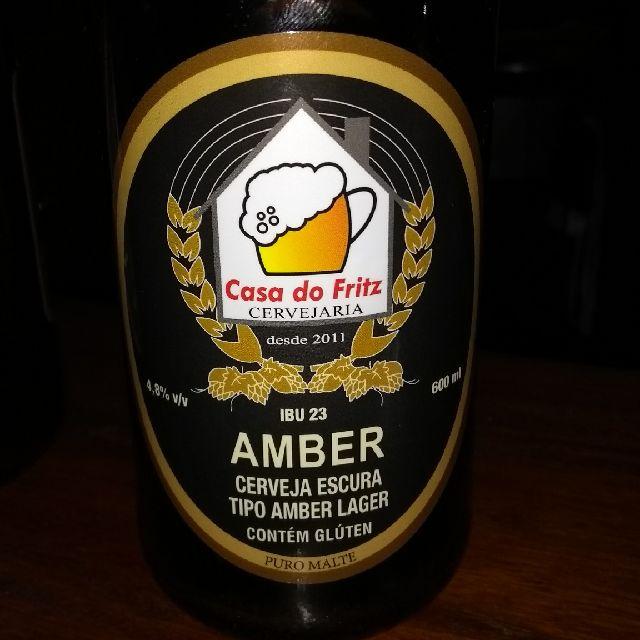 Casa do Fritz
CERVEJARIA
desde 2011
4,8% v/v
600 ml
IBU 23
AMBER
CERVEJA ESCURA
TIPO AMBER LAGER
CONTÉM GLÚTEN
PURO MALTE